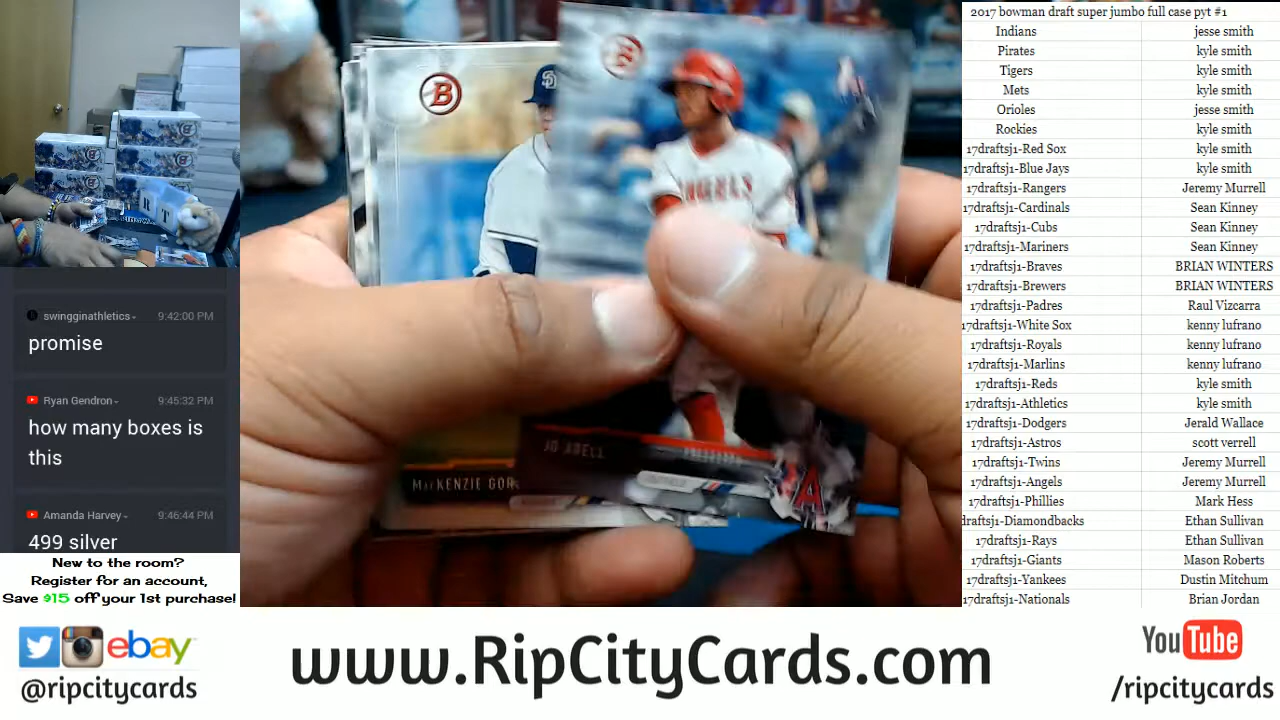 swingginathletics
9:42:00 PM
promise
Ryan Gendron
9:45:32 PM
how many boxes is
this
Amanda Harvey
9:46:44 PM
499 silver
New to the room?
Register for an account,
Save $15 off your 1st purchase!
B
SD
MacKENZIE GOR
B
ANGELS
JO ADELL
A
2017 bowman draft super jumbo full case pyt #1
Indians jesse smith
Pirates kyle smith
Tigers kyle smith
Mets kyle smith
Orioles jesse smith
Rockies kyle smith
17draftsj1-Red Sox kyle smith
17draftsj1-Blue Jays kyle smith
17draftsj1-Rangers Jeremy Murrell
17draftsj1-Cardinals Sean Kinney
17draftsj1-Cubs Sean Kinney
17draftsj1-Mariners Sean Kinney
17draftsj1-Braves BRIAN WINTERS
17draftsj1-Brewers BRIAN WINTERS
17draftsj1-Padres Raul Vizcarra
17draftsj1-White Sox kenny lufrano
17draftsj1-Royals kenny lufrano
17draftsj1-Marlins kenny lufrano
17draftsj1-Reds kyle smith
17draftsj1-Athletics kyle smith
17draftsj1-Dodgers Jerald Wallace
17draftsj1-Astros scott verrell
17draftsj1-Twins Jeremy Murrell
17draftsj1-Angels Jeremy Murrell
17draftsj1-Phillies Mark Hess
draftsj1-Diamondbacks Ethan Sullivan
17draftsj1-Rays Ethan Sullivan
17draftsj1-Giants Mason Roberts
17draftsj1-Yankees Dustin Mitchum
17draftsj1-Nationals Brian Jordan
ebay
@ripcitycards
www.RipCityCards.com
YouTube
/ripcitycards